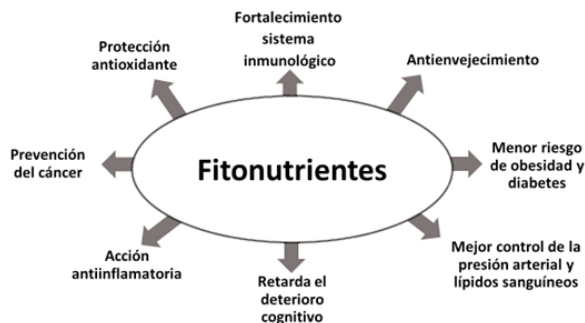 Fortalecimiento
sistema
inmunológico
Protección
antioxidante
Antienvejecimiento
Prevención
del cáncer
Fitonutrientes
Menor riesgo
de obesidad y
diabetes
Acción
antiinflamatoria
Retarda el
deterioro
cognitivo
Mejor control de la
presión arterial y
lípidos sanguíneos